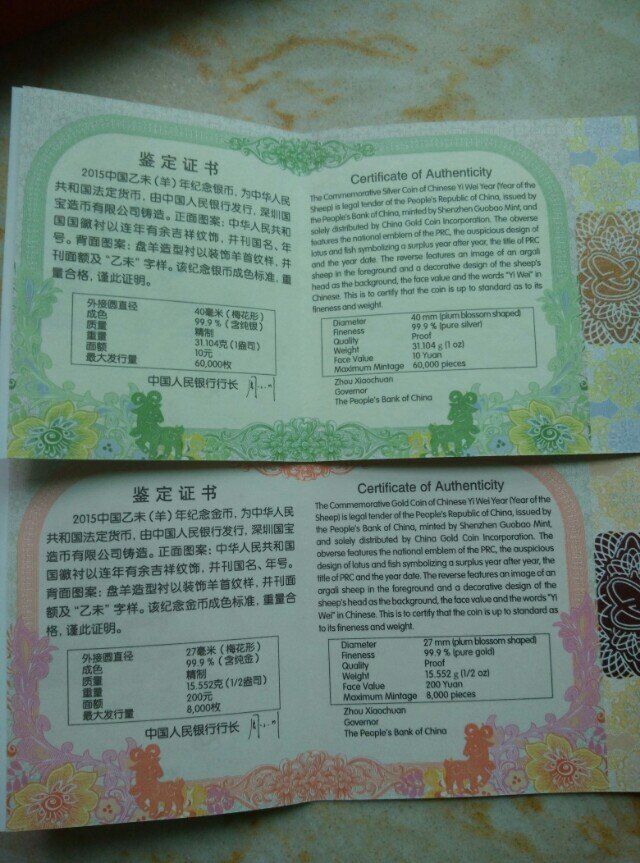 鉴定证书
2015中国乙未（羊）年纪念银币，为中华人民
共和国法定货币，由中国人民银行发行，深圳国
宝造币有限公司铸造。正面图案：中华人民共和
国国徽衬以连年有余吉祥纹饰，并刊国名、年
号。背面图案：盘羊造型衬以装饰羊首纹样，并
刊面额及“乙未”字样。该纪念银币成色标准，重
量合格，谨此证明。
外接圆直径 40毫米（梅花形）
成色 99.9％（含纯银）
质量 精制
重量 31.104克(1盎司)
面额 10元
最大发行量 60,000枚
中国人民银行行长
Certificate of Authenticity
The Commemorative Silver Coin of Chinese Yi Wei Year (Year of the
Sheep) is legal tender of the People's Republic of China, issued by
the People's Bank of China, minted by Shenzhen Guobao Mint, and
solely distributed by China Gold Coin Incorporation. The obverse
features the national emblem of the PRC, the auspicious design of
lotus and fish symbolizing a surplus year after year, the title of PRC
and the year date. The reverse features an image of an argali
sheep in the foreground and a decorative design of the sheep's
head as the background, the face value and the words "Yi Wei" in
Chinese. This is to certify that the coin is up to standard as to its
fineness and weight.
Diameter 40 mm (plum blossom shaped)
Fineness 99.9 % (pure silver)
Quality Proof
Weight 31.104 g (1 oz)
Face Value 10 Yuan
Maximum Mintage 60,000 pieces
Zhou Xiaochuan
Governor
The People's Bank of China
鉴定证书
2015中国乙未（羊）年纪念金币，为中华人民
共和国法定货币，由中国人民银行发行，深圳国宝
造币有限公司铸造。正面图案：中华人民共和国
国徽衬以连年有余吉祥纹饰，并刊国名、年号。
背面图案：盘羊造型衬以装饰羊首纹样，并刊面
额及“乙未”字样。该纪念金币成色标准，重量合
格，谨此证明。
外接圆直径 27毫米（梅花形）
成色 99.9％（含纯金）
质量 精制
重量 15.552克(1/2盎司)
面额 200元
最大发行量 8,000枚
中国人民银行行长
Certificate of Authenticity
The Commemorative Gold Coin of Chinese Yi Wei Year (Year of the
Sheep) is legal tender of the People's Republic of China, issued by
the People's Bank of China, minted by Shenzhen Guobao Mint,
and solely distributed by China Gold Coin Incorporation. The
obverse features the national emblem of the PRC, the auspicious
design of lotus and fish symbolizing a surplus year after year, the
title of PRC and the year date. The reverse features an image of an
argali sheep in the foreground and a decorative design of the
sheep's head as the background, the face value and the words "Yi
Wei" in Chinese. This is to certify that the coin is up to standard as
to its fineness and weight.
Diameter 27 mm (plum blossom shaped)
Fineness 99.9 % (pure gold)
Quality Proof
Weight 15.552 g (1/2 oz)
Face Value 200 Yuan
Maximum Mintage 8,000 pieces
Zhou Xiaochuan
Governor
The People's Bank of China